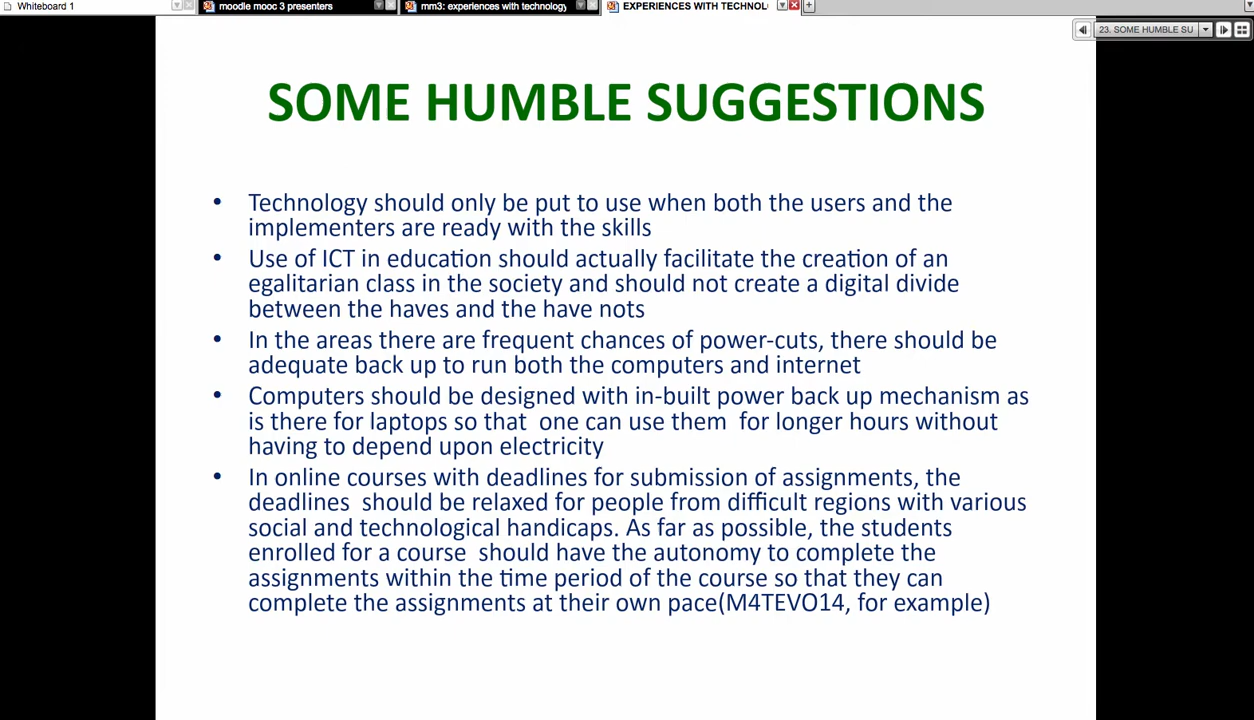 Whiteboard 1
moodle mooc 3 presenters
mm3: experiences with technology
EXPERIENCES WITH TECHNOL
23. SOME HUMBLE SU
SOME HUMBLE SUGGESTIONS
• Technology should only be put to use when both the users and the
implementers are ready with the skills
• Use of ICT in education should actually facilitate the creation of an
egalitarian class in the society and should not create a digital divide
between the haves and the have nots
• In the areas there are frequent chances of power-cuts, there should be
adequate back up to run both the computers and internet
• Computers should be designed with in-built power back up mechanism as
is there for laptops so that one can use them for longer hours without
having to depend upon electricity
• In online courses with deadlines for submission of assignments, the
deadlines should be relaxed for people from difficult regions with various
social and technological handicaps. As far as possible, the students
enrolled for a course should have the autonomy to complete the
assignments within the time period of the course so that they can
complete the assignments at their own pace(M4TEVO14, for example)